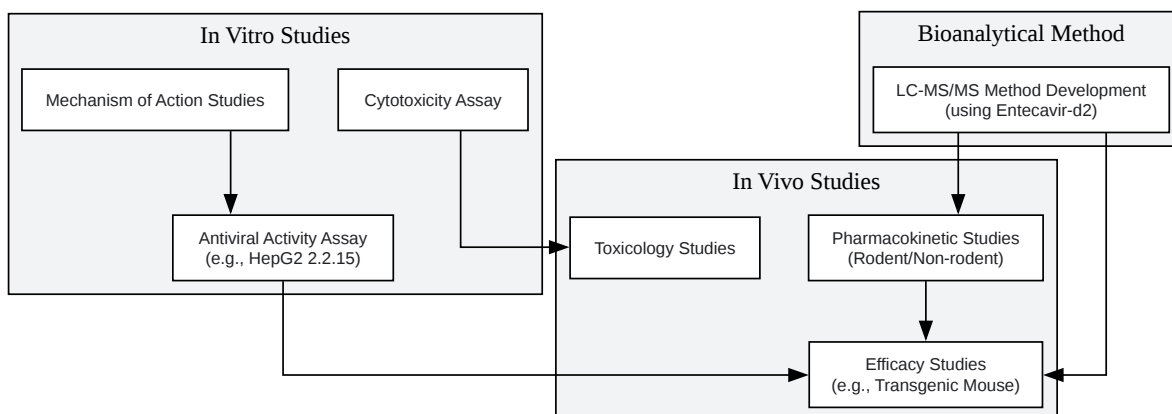 In Vitro Studies
Mechanism of Action Studies
Cytotoxicity Assay
Antiviral Activity Assay
(e.g., HepG2 2.2.15)
Bioanalytical Method
LC-MS/MS Method Development
(using Entecavir-d2)
In Vivo Studies
Toxicology Studies
Pharmacokinetic Studies
(Rodent/Non-rodent)
Efficacy Studies
(e.g., Transgenic Mouse)